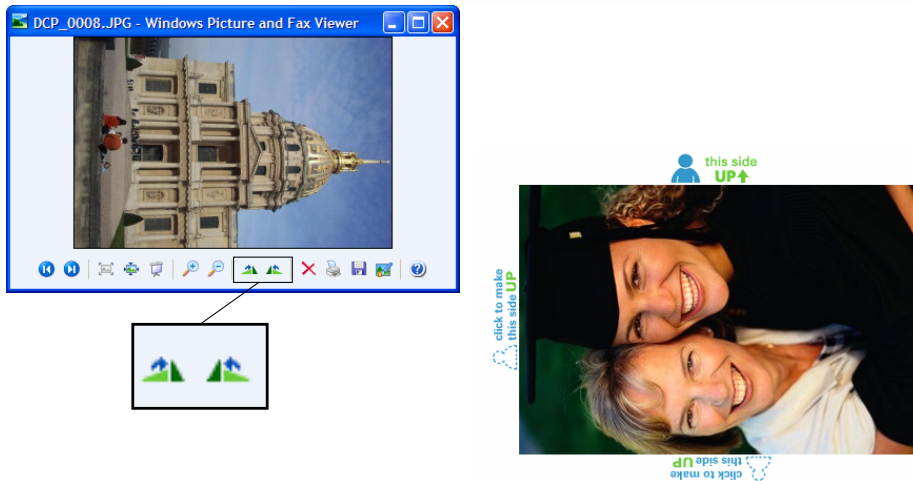 DCP_0008.JPG - Windows Picture and Fax Viewer
this side
UP
click to make
this side UP
click to make
this side UP